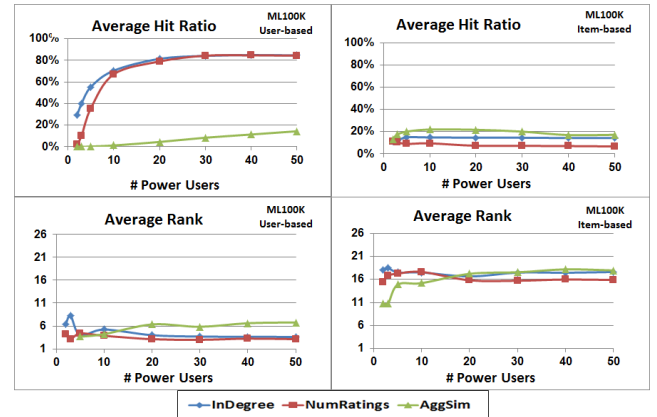 Average Hit Ratio
ML100K
User-based
100%
80%
60%
40%
20%
0%
0 10 20 30 40 50
# Power Users
Average Hit Ratio
ML100K
Item-based
100%
80%
60%
40%
20%
0%
0 10 20 30 40 50
# Power Users
Average Rank
ML100K
User-based
26
21
16
11
6
1
0 10 20 30 40 50
# Power Users
Average Rank
ML100K
Item-based
26
21
16
11
6
1
0 10 20 30 40 50
# Power Users
InDegree NumRatings AggSim